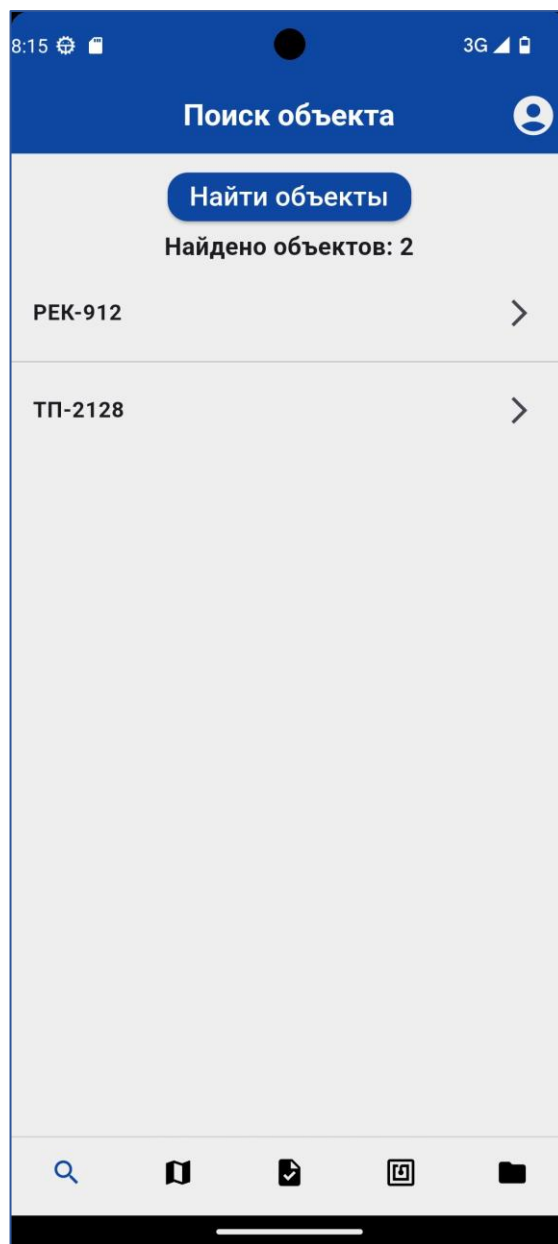 8:15
3G
Поиск объекта
Найти объекты
Найдено объектов: 2
РЕК-912
ТП-2128